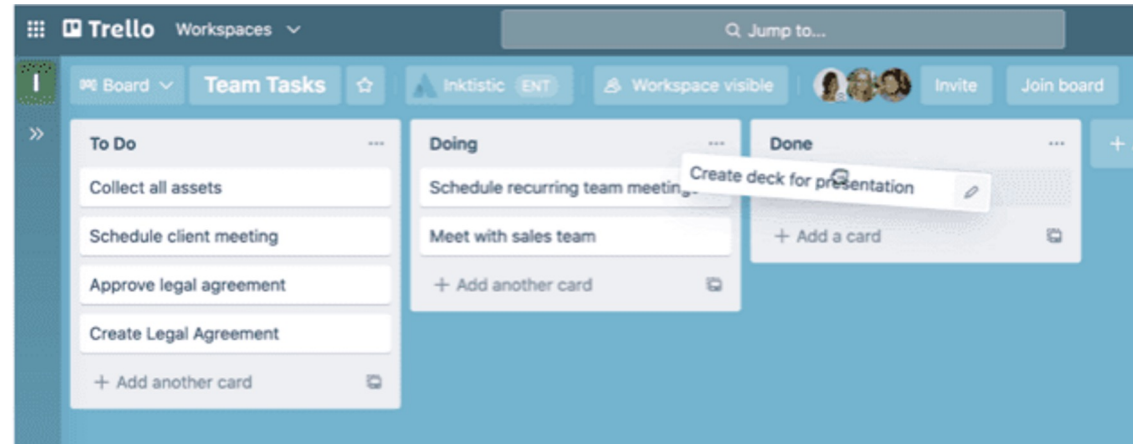 Trello Workspaces
Jump to...
I
Board Team Tasks Inktistic ENT Workspace visible Invite Join board
To Do
Collect all assets
Schedule client meeting
Approve legal agreement
Create Legal Agreement
+ Add another card
Doing
Schedule recurring team meeting
Meet with sales team
+ Add another card
Done
Create deck for presentation
+ Add a card